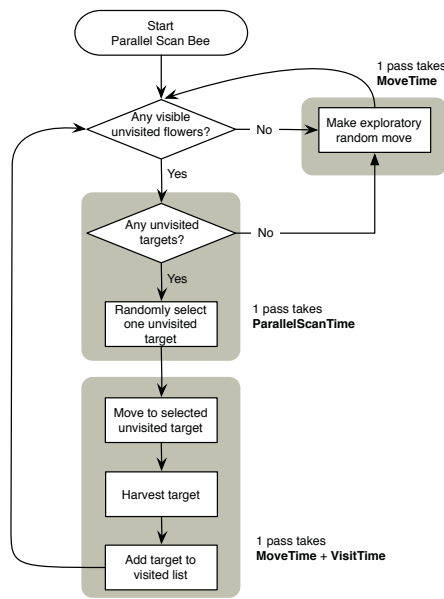 Start
Parallel Scan Bee
1 pass takes
MoveTime
Any visible
unvisited flowers?
No
Make exploratory
random move
Yes
Any unvisited
targets?
No
Yes
Randomly select
one unvisited
target
1 pass takes
ParallelScanTime
Move to selected
unvisited target
Harvest target
1 pass takes
MoveTime + VisitTime
Add target to
visited list